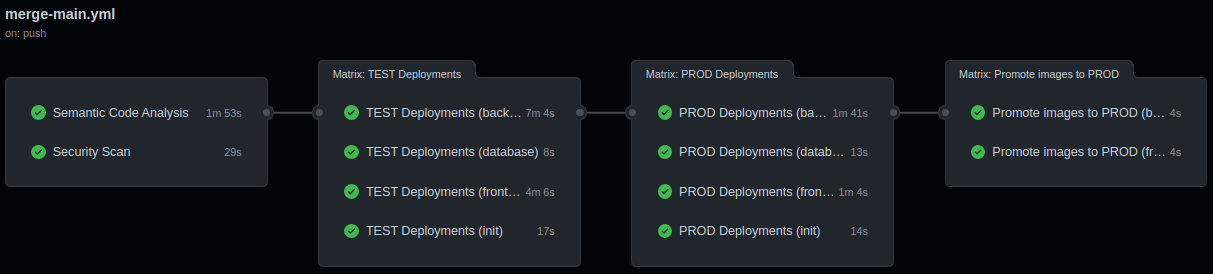 merge-main.yml
on: push
Semantic Code Analysis 1m 53s
Security Scan 29s
Matrix: TEST Deployments
TEST Deployments (back… 7m 4s
TEST Deployments (database) 8s
TEST Deployments (front… 4m 6s
TEST Deployments (init) 17s
Matrix: PROD Deployments
PROD Deployments (ba… 1m 41s
PROD Deployments (datab… 13s
PROD Deployments (fron… 1m 4s
PROD Deployments (init) 14s
Matrix: Promote images to PROD
Promote images to PROD (b… 4s
Promote images to PROD (fr… 4s